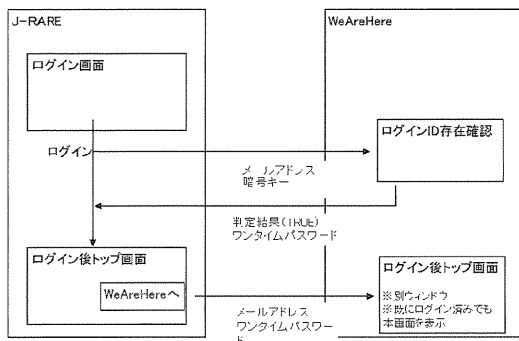 J-RARE
WeAreHere
ログイン画面
ログインID存在確認
ログイン
メールアドレス
暗号キー
判定結果(TRUE)
ワンタイムパスワード
ログイン後トップ画面
WeAreHereへ
ログイン後トップ画面
※別ウィンドウ
※既にログイン済みでも
本画面を表示
メールアドレス
ワンタイムパスワー
ド